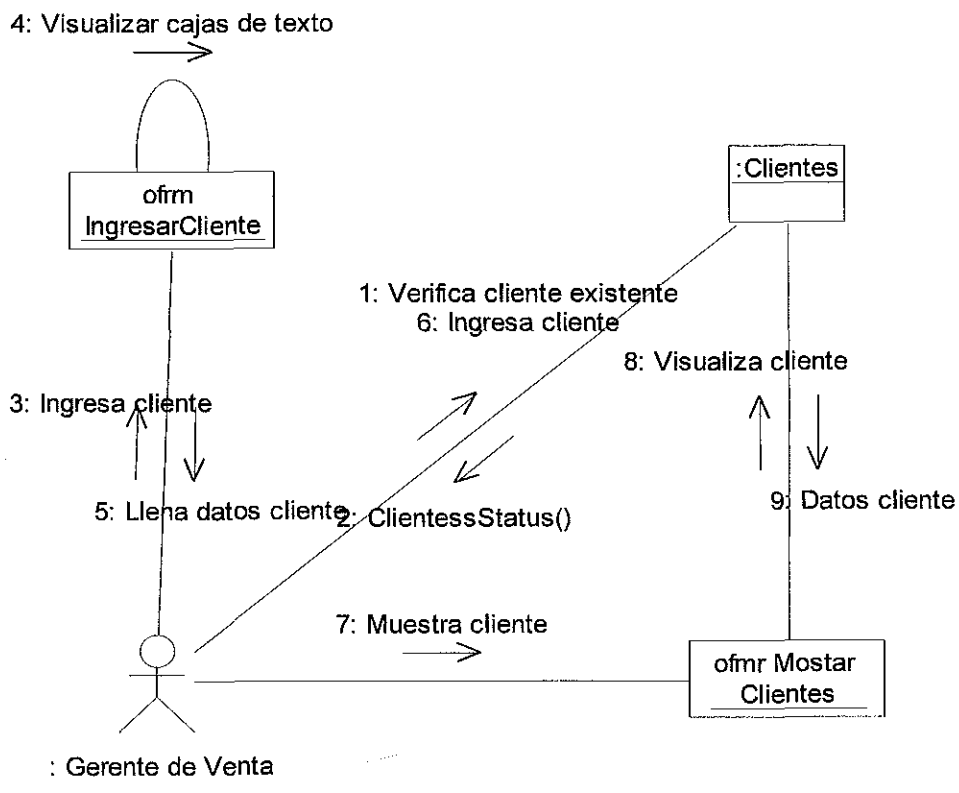 4: Visualizar cajas de texto
ofrm
IngresarCliente
:Clientes
1: Verifica cliente existente
6: Ingresa cliente
8: Visualiza cliente
3: Ingresa cliente
5: Llena datos cliente
2: ClientessStatus()
9: Datos cliente
7: Muestra cliente
ofmr Mostar
Clientes
: Gerente de Venta